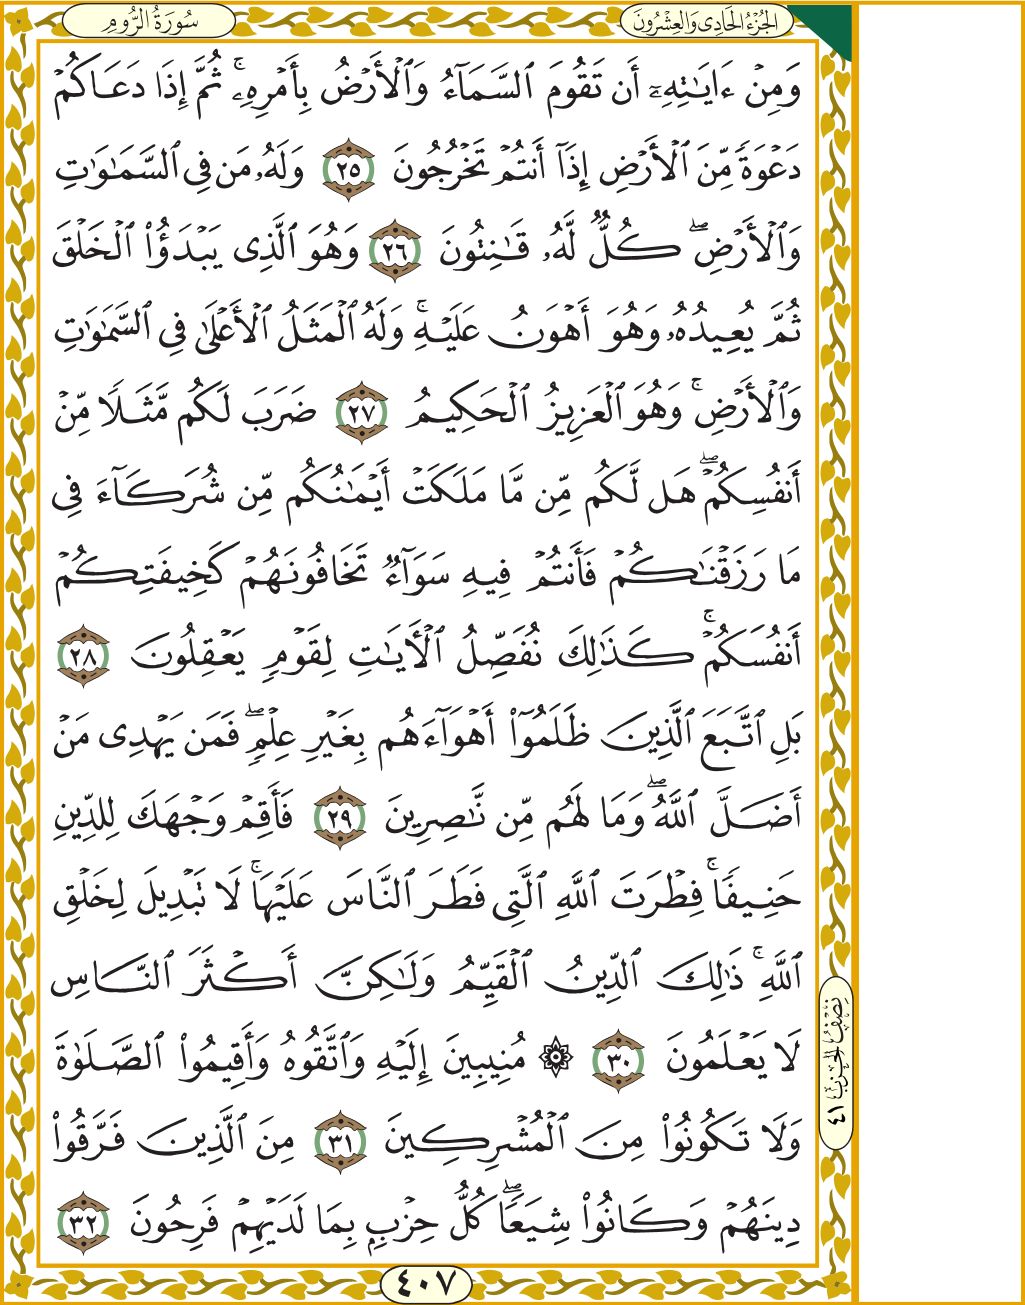 سُورَةُ الرُّومِ
الجُزْءُ الحَادِي وَالعِشْرُونَ
وَمِنْ ءَايَٰتِهِۦٓ أَن تَقُومَ ٱلسَّمَآءُ وَٱلْأَرْضُ بِأَمْرِهِۦۚ ثُمَّ إِذَا دَعَاكُمْ
دَعْوَةً مِّنَ ٱلْأَرْضِ إِذَآ أَنتُمْ تَخْرُجُونَ ٢٥ وَلَهُۥ مَن فِى ٱلسَّمَٰوَٰتِ
وَٱلْأَرْضِۖ كُلٌّ لَّهُۥ قَٰنِتُونَ ٢٦ وَهُوَ ٱلَّذِى يَبْدَؤُا۟ ٱلْخَلْقَ
ثُمَّ يُعِيدُهُۥ وَهُوَ أَهْوَنُ عَلَيْهِۚ وَلَهُ ٱلْمَثَلُ ٱلْأَعْلَىٰ فِى ٱلسَّمَٰوَٰتِ
وَٱلْأَرْضِۚ وَهُوَ ٱلْعَزِيزُ ٱلْحَكِيمُ ٢٧ ضَرَبَ لَكُم مَّثَلًا مِّنْ
أَنفُسِكُمْۖ هَل لَّكُم مِّن مَّا مَلَكَتْ أَيْمَٰنُكُم مِّن شُرَكَآءَ فِى
مَا رَزَقْنَٰكُمْ فَأَنتُمْ فِيهِ سَوَآءٌ تَخَافُونَهُمْ كَخِيفَتِكُمْ
أَنفُسَكُمْۚ كَذَٰلِكَ نُفَصِّلُ ٱلْءَايَٰتِ لِقَوْمٍ يَعْقِلُونَ ٢٨
بَلِ ٱتَّبَعَ ٱلَّذِينَ ظَلَمُوٓا۟ أَهْوَآءَهُم بِغَيْرِ عِلْمٍۖ فَمَن يَهْدِى مَنْ
أَضَلَّ ٱللَّهُۖ وَمَا لَهُم مِّن نَّٰصِرِينَ ٢٩ فَأَقِمْ وَجْهَكَ لِلدِّينِ
حَنِيفًاۚ فِطْرَتَ ٱللَّهِ ٱلَّتِى فَطَرَ ٱلنَّاسَ عَلَيْهَاۚ لَا تَبْدِيلَ لِخَلْقِ
ٱللَّهِۚ ذَٰلِكَ ٱلدِّينُ ٱلْقَيِّمُ وَلَٰكِنَّ أَكْثَرَ ٱلنَّاسِ
لَا يَعْلَمُونَ ٣٠ ۞ مُنِيبِينَ إِلَيْهِ وَٱتَّقُوهُ وَأَقِيمُوا۟ ٱلصَّلَوٰةَ
وَلَا تَكُونُوا۟ مِنَ ٱلْمُشْرِكِينَ ٣١ مِنَ ٱلَّذِينَ فَرَّقُوا۟
دِينَهُمْ وَكَانُوا۟ شِيَعًاۖ كُلُّ حِزْبٍۭ بِمَا لَدَيْهِمْ فَرِحُونَ ٣٢
نِصْفُ الحِزْبِ ٤١
٤٠٧